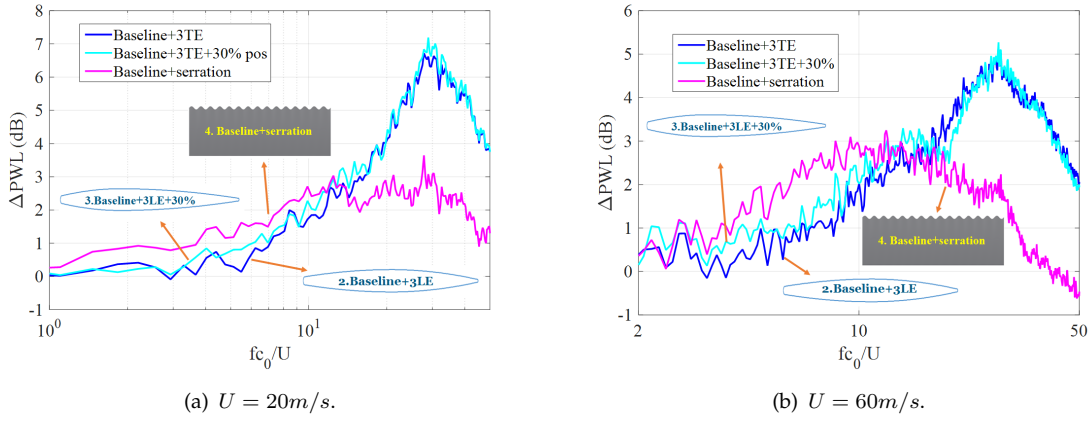 8
7
6
5
4
3
2
1
0
-1
ΔPWL (dB)
Baseline+3TE
Baseline+3TE+30% pos
Baseline+serration
4. Baseline+serration
3.Baseline+3LE+30%
2.Baseline+3LE
10^0
10^1
fc_0/U
(a) U = 20m/s.
6
5
4
3
2
1
0
-1
ΔPWL (dB)
Baseline+3TE
Baseline+3TE+30%
Baseline+serration
3.Baseline+3LE+30%
4. Baseline+serration
2.Baseline+3LE
2
10
50
fc_0/U
(b) U = 60m/s.